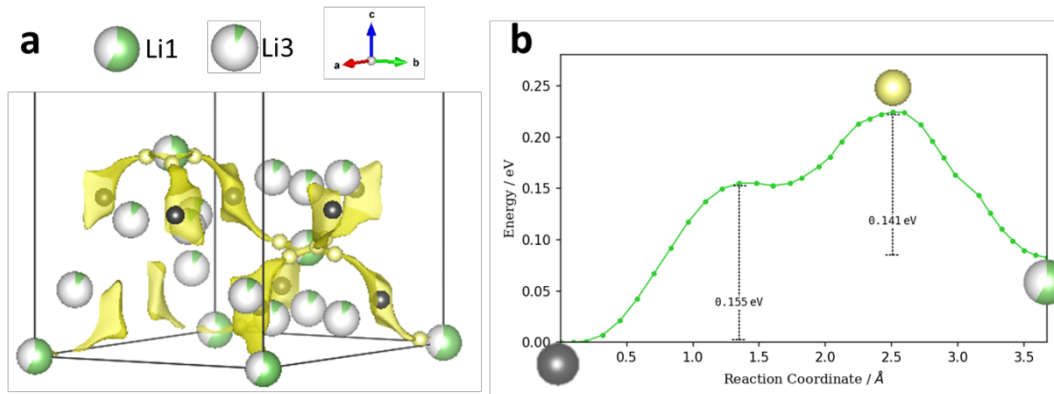 a
Li1
Li3
c
a
b
b
0.25
0.20
0.15
0.10
0.05
0.00
Energy / eV
0.155 eV
0.141 eV
0.5
1.0
1.5
2.0
2.5
3.0
3.5
Reaction Coordinate / Å